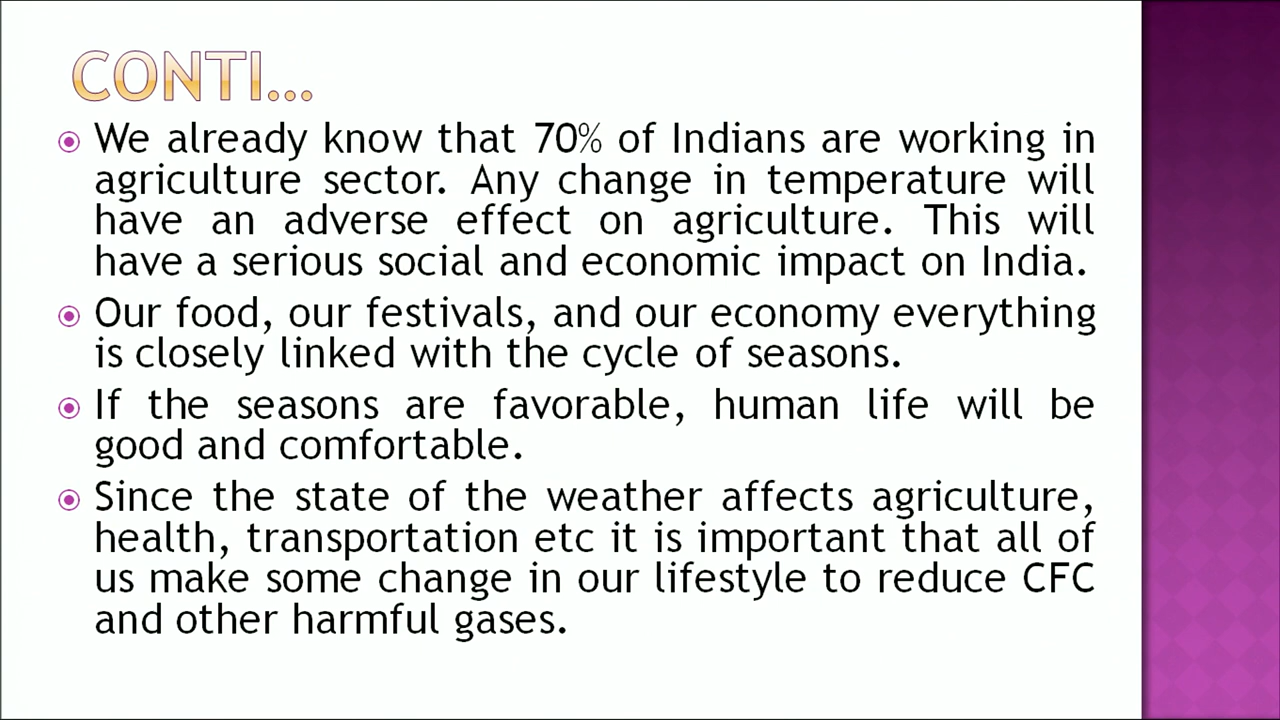 CONTI...
We already know that 70% of Indians are working in
agriculture sector. Any change in temperature will
have an adverse effect on agriculture. This will
have a serious social and economic impact on India.
Our food, our festivals, and our economy everything
is closely linked with the cycle of seasons.
If the seasons are favorable, human life will be
good and comfortable.
Since the state of the weather affects agriculture,
health, transportation etc it is important that all of
us make some change in our lifestyle to reduce CFC
and other harmful gases.